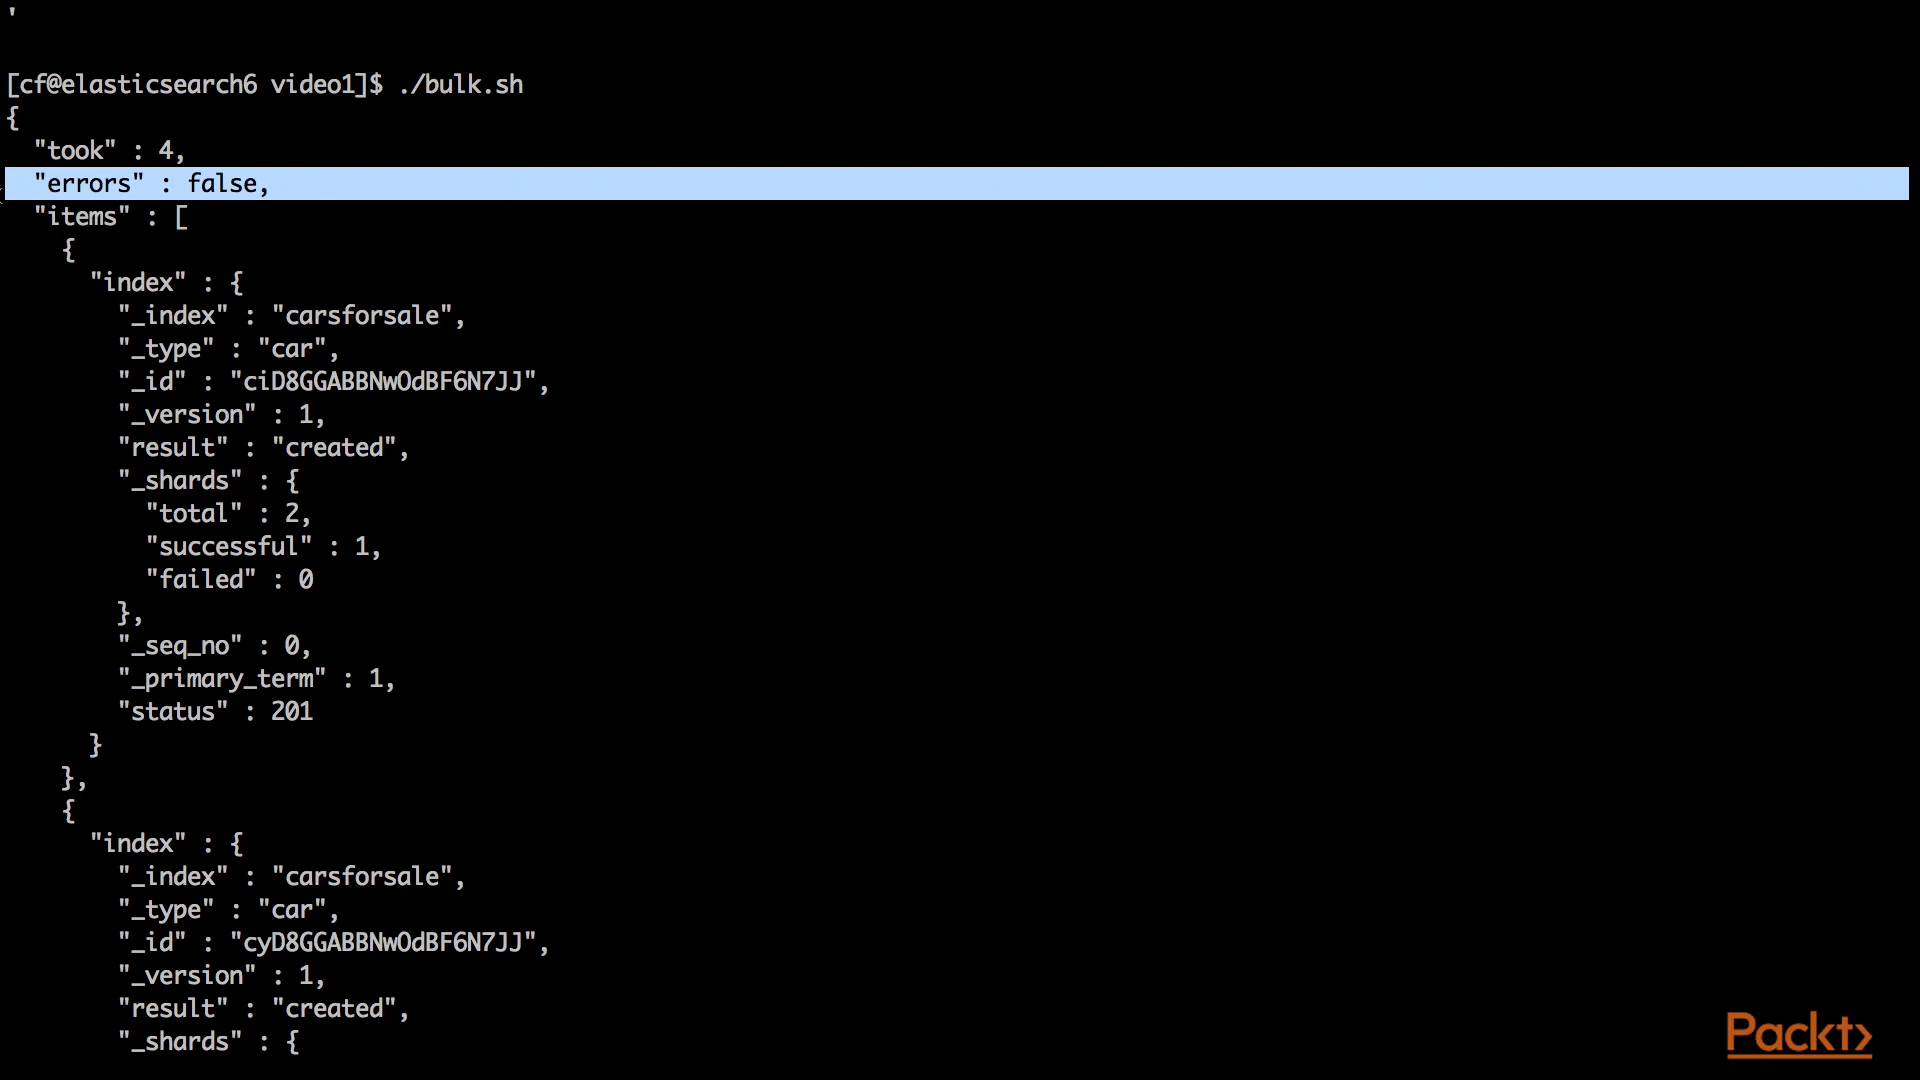 '
[cf@elasticsearch6 video1]$ ./bulk.sh
{
  "took" : 4,
  "errors" : false,
  "items" : [
    {
      "index" : {
        "_index" : "carsforsale",
        "_type" : "car",
        "_id" : "ciD8GGABBNwOdBF6N7JJ",
        "_version" : 1,
        "result" : "created",
        "_shards" : {
          "total" : 2,
          "successful" : 1,
          "failed" : 0
        },
        "_seq_no" : 0,
        "_primary_term" : 1,
        "status" : 201
      }
    },
    {
      "index" : {
        "_index" : "carsforsale",
        "_type" : "car",
        "_id" : "cyD8GGABBNwOdBF6N7JJ",
        "_version" : 1,
        "result" : "created",
        "_shards" : {
Packt>